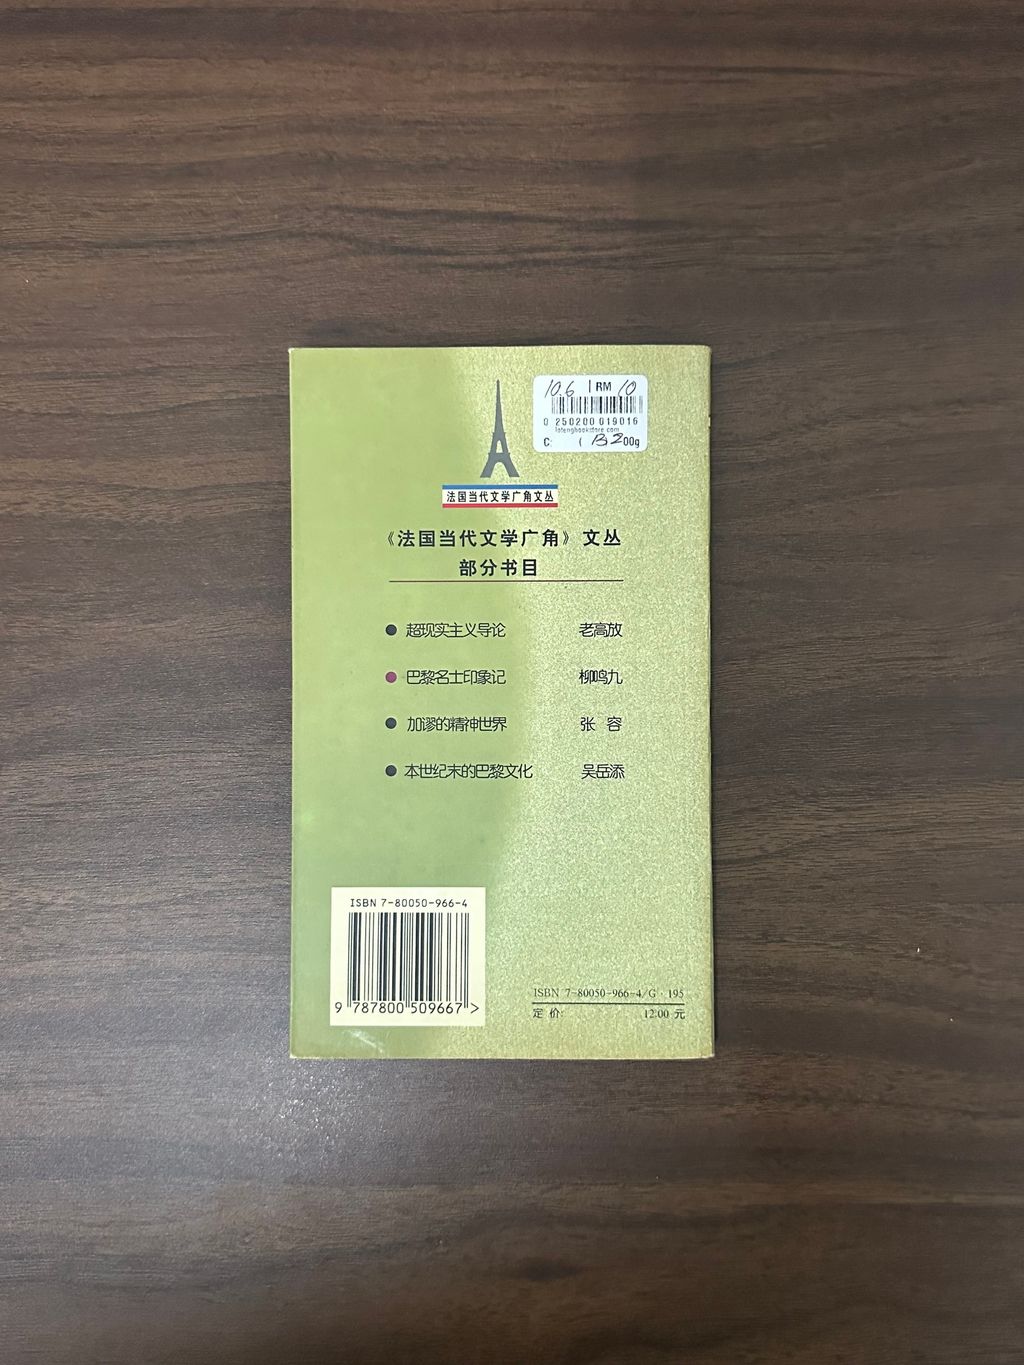 10.6 | RM 10
0 250200 019016
C: ( B2 00g
法国当代文学广角文丛
《法国当代文学广角》文丛
部分书目
● 超现实主义导论 老高放
● 巴黎名士印象记 柳鸣九
● 加谬的精神世界 张 容
● 本世纪末的巴黎文化 吴岳添
ISBN 7-80050-966-4
9 787800 509667 >
ISBN 7-80050-966-4/G · 195
定 价: 12.00 元